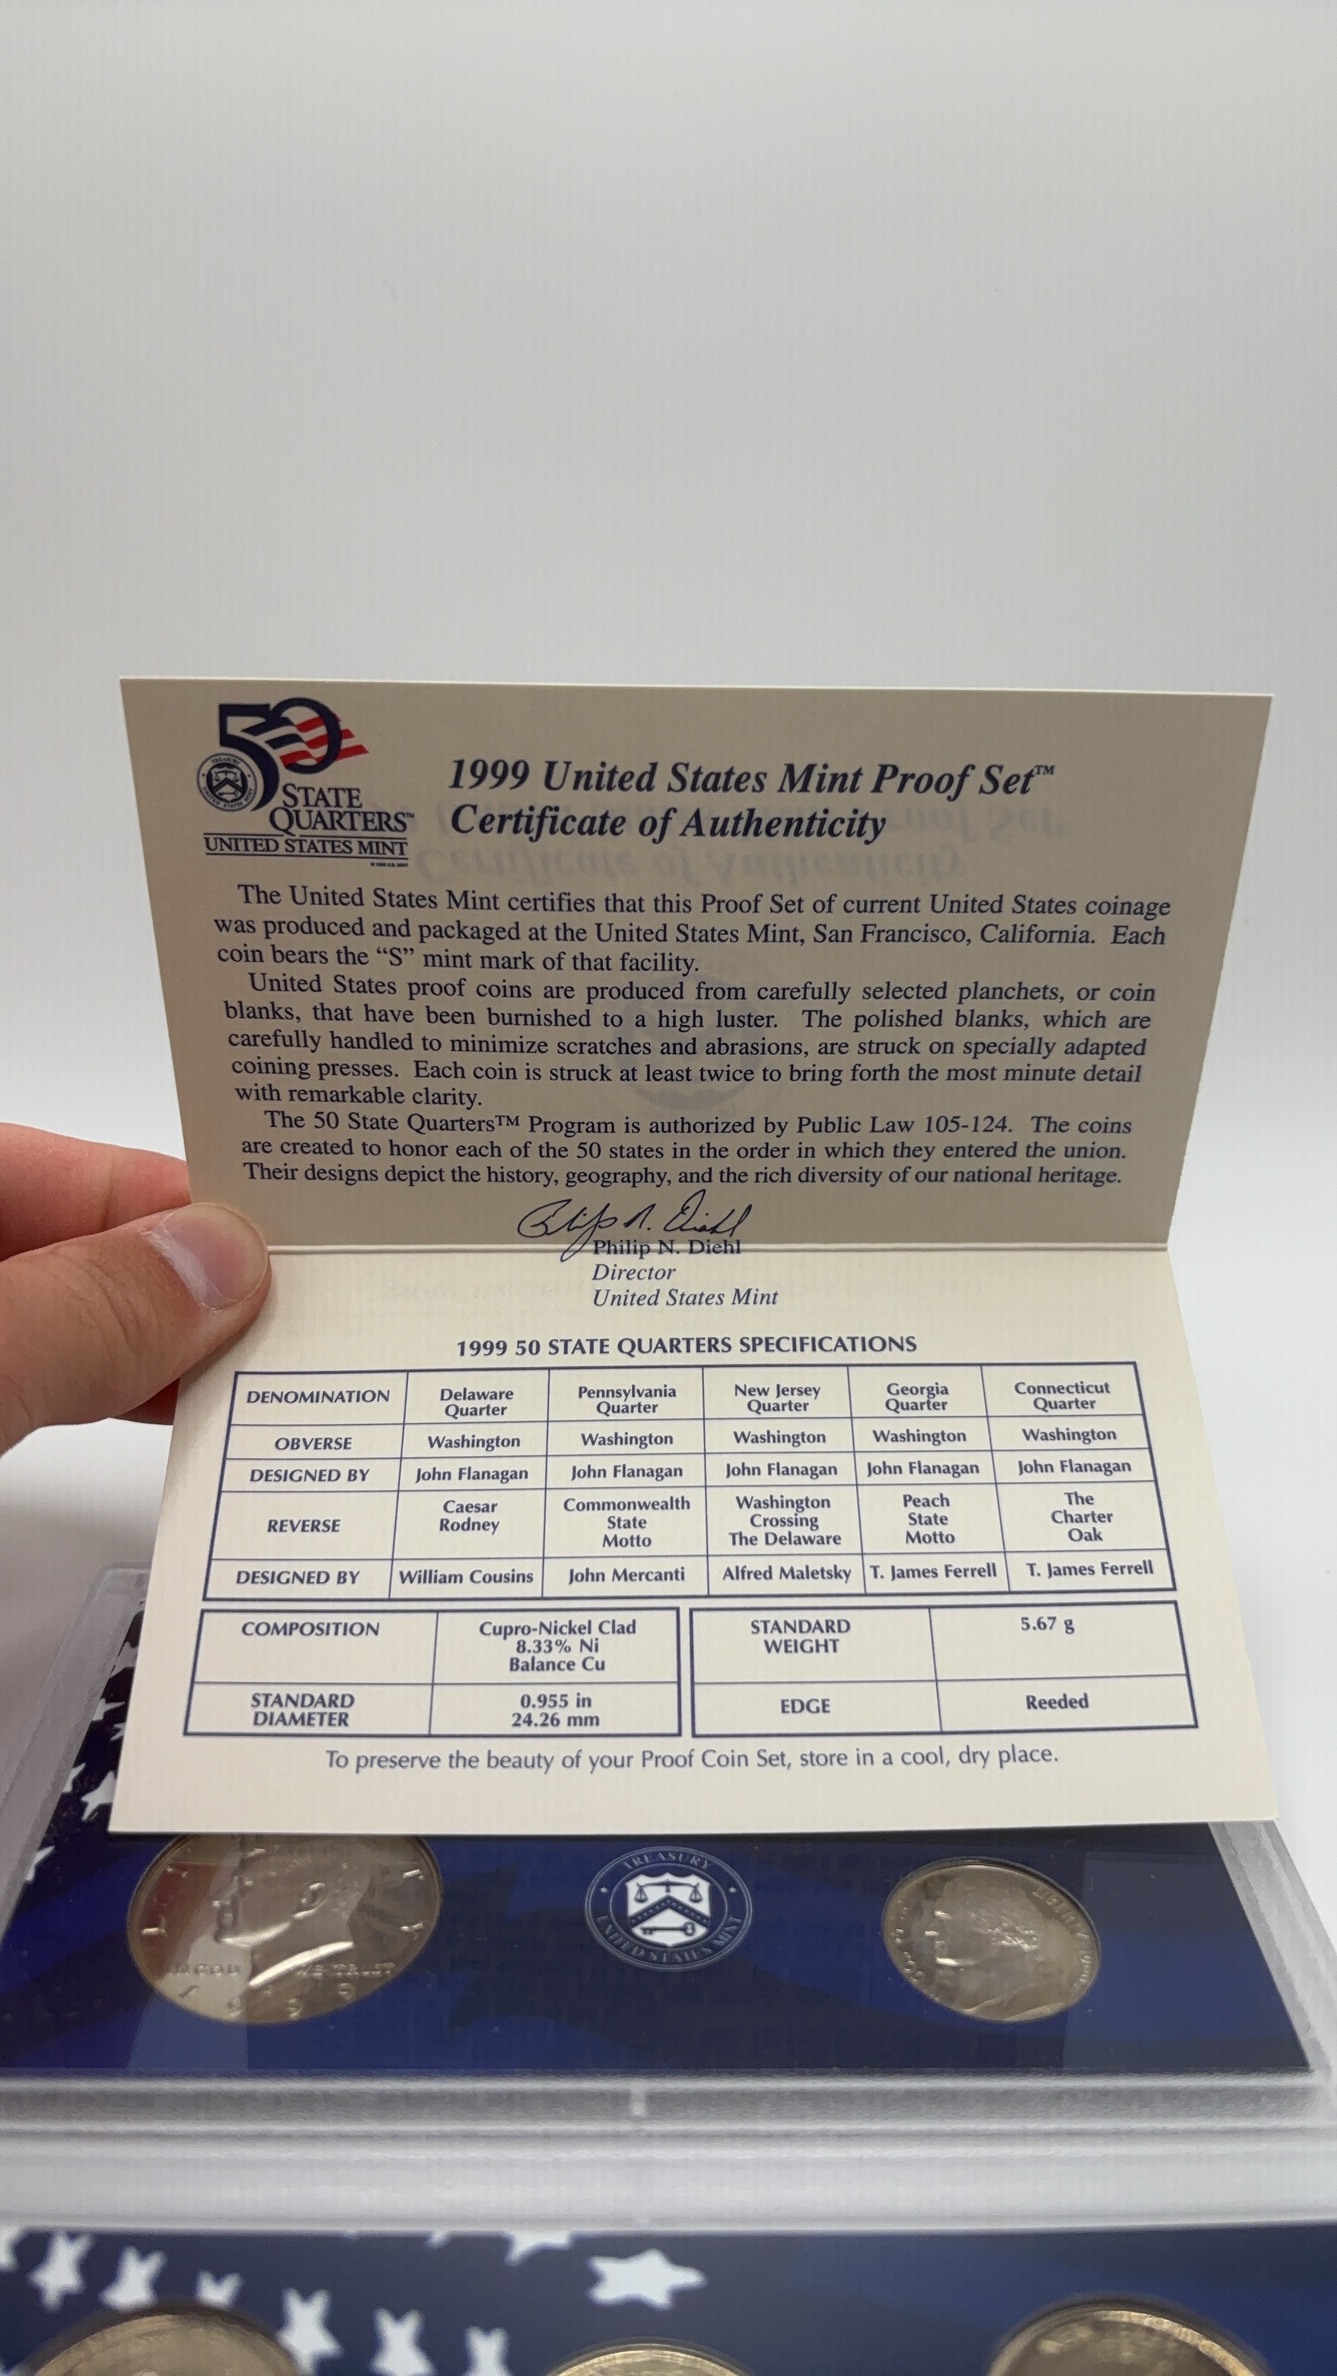 50
STATE
QUARTERS™
UNITED STATES MINT
1999 United States Mint Proof Set™
Certificate of Authenticity
The United States Mint certifies that this Proof Set of current United States coinage
was produced and packaged at the United States Mint, San Francisco, California. Each
coin bears the “S” mint mark of that facility.
United States proof coins are produced from carefully selected planchets, or coin
blanks, that have been burnished to a high luster. The polished blanks, which are
carefully handled to minimize scratches and abrasions, are struck on specially adapted
coining presses. Each coin is struck at least twice to bring forth the most minute detail
with remarkable clarity.
The 50 State Quarters™ Program is authorized by Public Law 105-124. The coins
are created to honor each of the 50 states in the order in which they entered the union.
Their designs depict the history, geography, and the rich diversity of our national heritage.
Philip N. Diehl
Philip N. Diehl
Director
United States Mint
1999 50 STATE QUARTERS SPECIFICATIONS
DENOMINATION Delaware Quarter Pennsylvania Quarter New Jersey Quarter Georgia Quarter Connecticut Quarter
OBVERSE Washington Washington Washington Washington Washington
DESIGNED BY John Flanagan John Flanagan John Flanagan John Flanagan John Flanagan
REVERSE Caesar Rodney Commonwealth State Motto Washington Crossing The Delaware Peach State Motto The Charter Oak
DESIGNED BY William Cousins John Mercanti Alfred Maletsky T. James Ferrell T. James Ferrell
COMPOSITION Cupro-Nickel Clad 8.33% Ni Balance Cu STANDARD WEIGHT 5.67 g
STANDARD DIAMETER 0.955 in 24.26 mm EDGE Reeded
To preserve the beauty of your Proof Coin Set, store in a cool, dry place.
TREASURY
UNITED STATES MINT
IN GOD WE TRUST
1999